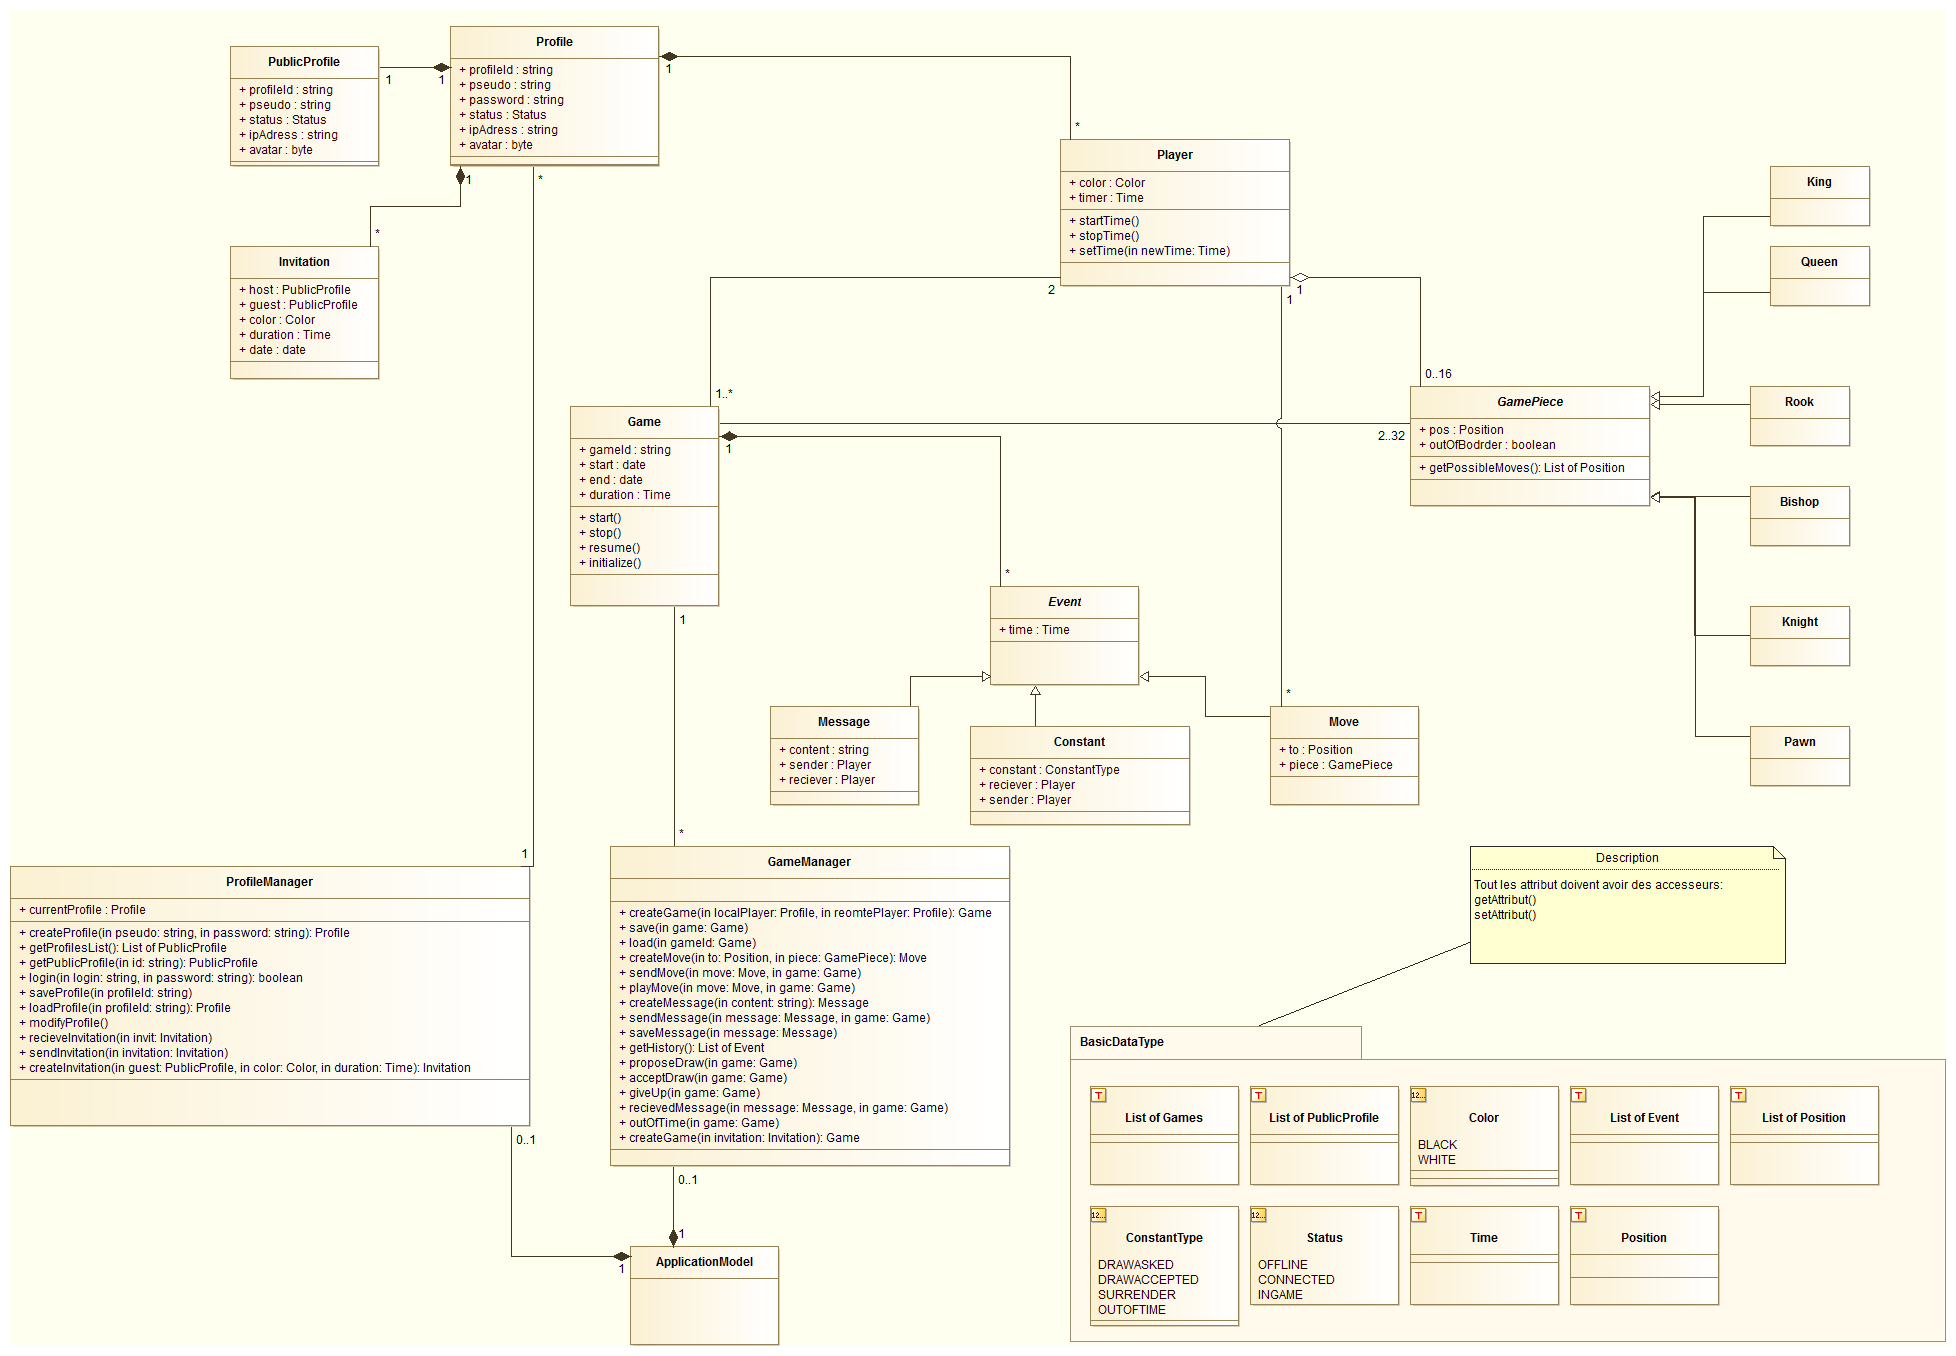 PublicProfile
+ profileId : string
+ pseudo : string
+ status : Status
+ ipAdress : string
+ avatar : byte
1
1
Profile
+ profileId : string
+ pseudo : string
+ password : string
+ status : Status
+ ipAdress : string
+ avatar : byte
1
*
1
*
*
1
Invitation
+ host : PublicProfile
+ guest : PublicProfile
+ color : Color
+ duration : Time
+ date : date
Player
+ color : Color
+ timer : Time
+ startTime()
+ stopTime()
+ setTime(in newTime: Time)
2
1..*
1
*
1
0..16
King
Queen
GamePiece
+ pos : Position
+ outOfBodrder : boolean
+ getPossibleMoves(): List of Position
2..32
Rook
Bishop
Knight
Pawn
Game
+ gameId : string
+ start : date
+ end : date
+ duration : Time
+ start()
+ stop()
+ resume()
+ initialize()
1
*
1
*
Event
+ time : Time
Message
+ content : string
+ sender : Player
+ reciever : Player
Constant
+ constant : ConstantType
+ reciever : Player
+ sender : Player
Move
+ to : Position
+ piece : GamePiece
ProfileManager
+ currentProfile : Profile
+ createProfile(in pseudo: string, in password: string): Profile
+ getProfilesList(): List of PublicProfile
+ getPublicProfile(in id: string): PublicProfile
+ login(in login: string, in password: string): boolean
+ saveProfile(in profileId: string)
+ loadProfile(in profileId: string): Profile
+ modifyProfile()
+ recieveInvitation(in invit: Invitation)
+ sendInvitation(in invitation: Invitation)
+ createInvitation(in guest: PublicProfile, in color: Color, in duration: Time): Invitation
0..1
1
GameManager
+ createGame(in localPlayer: Profile, in reomtePlayer: Profile): Game
+ save(in game: Game)
+ load(in gameId: Game)
+ createMove(in to: Position, in piece: GamePiece): Move
+ sendMove(in move: Move, in game: Game)
+ playMove(in move: Move, in game: Game)
+ createMessage(in content: string): Message
+ sendMessage(in message: Message, in game: Game)
+ saveMessage(in message: Message)
+ getHistory(): List of Event
+ proposeDraw(in game: Game)
+ acceptDraw(in game: Game)
+ giveUp(in game: Game)
+ recievedMessage(in message: Message, in game: Game)
+ outOfTime(in game: Game)
+ createGame(in invitation: Invitation): Game
0..1
1
ApplicationModel
Description
Tout les attribut doivent avoir des accesseurs:
getAttribut()
setAttribut()
BasicDataType
T
List of Games
T
List of PublicProfile
12...
Color
BLACK
WHITE
T
List of Event
T
List of Position
12...
ConstantType
DRAWASKED
DRAWACCEPTED
SURRENDER
OUTOFTIME
12...
Status
OFFLINE
CONNECTED
INGAME
T
Time
T
Position